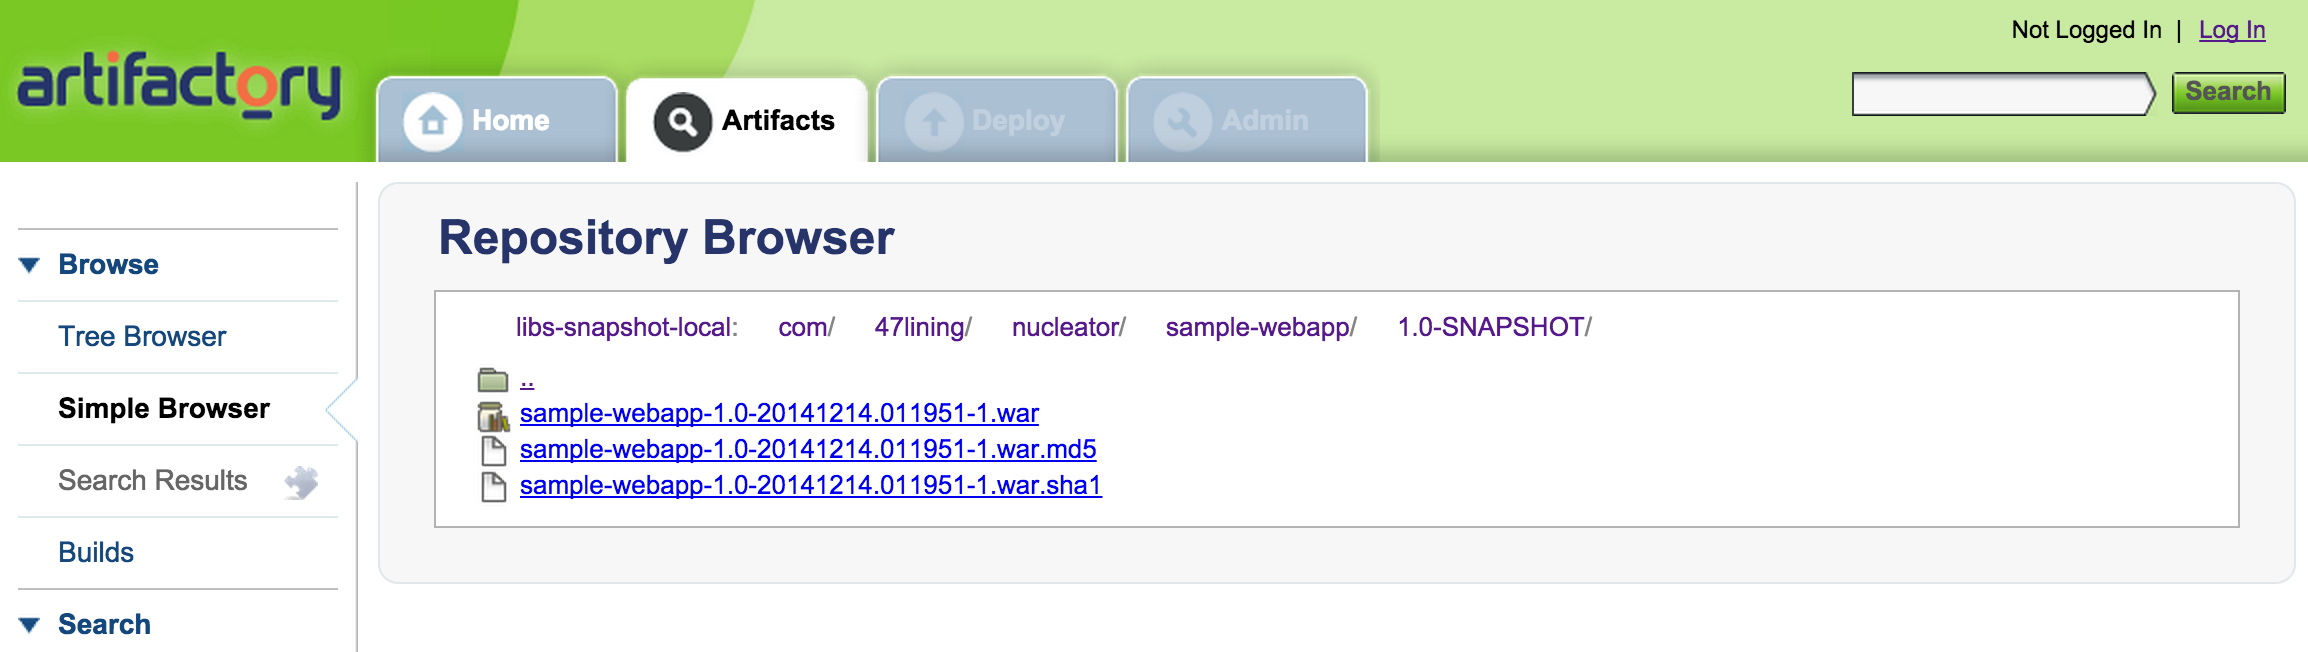 Not Logged In | Log In
artifactory
Home
Artifacts
Deploy
Admin
Search
Repository Browser
Browse
Tree Browser
Simple Browser
Search Results
Builds
Search
libs-snapshot-local: com/ 47lining/ nucleator/ sample-webapp/ 1.0-SNAPSHOT/
..
sample-webapp-1.0-20141214.011951-1.war
sample-webapp-1.0-20141214.011951-1.war.md5
sample-webapp-1.0-20141214.011951-1.war.sha1